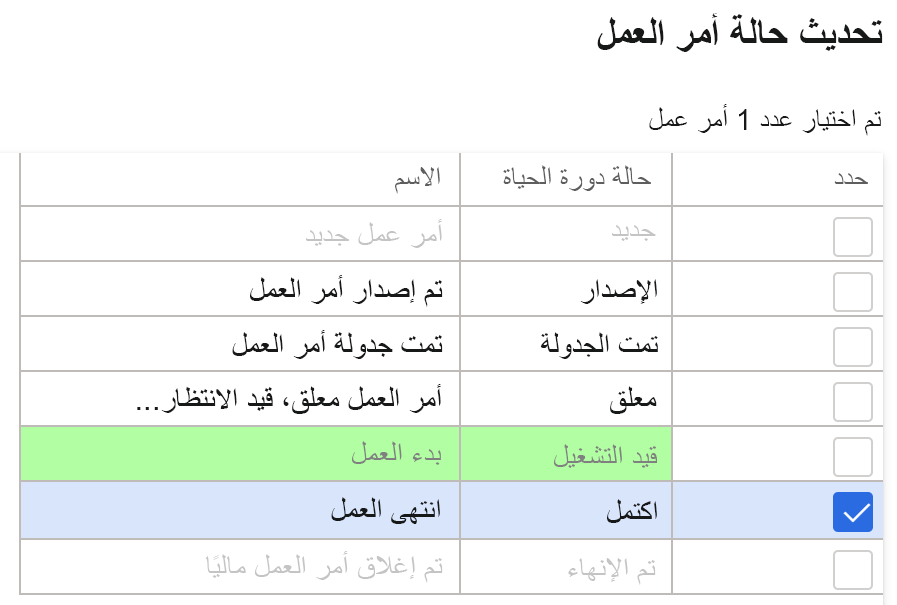 تحديث حالة أمر العمل
تم اختيار عدد 1 أمر عمل
حدد حالة دورة الحياة الاسم
جديد أمر عمل جديد
الإصدار تم إصدار أمر العمل
تمت الجدولة تمت جدولة أمر العمل
معلق أمر العمل معلق، قيد الانتظار...
قيد التشغيل بدء العمل
اكتمل انتهى العمل
تم الإنهاء تم إغلاق أمر العمل ماليًا